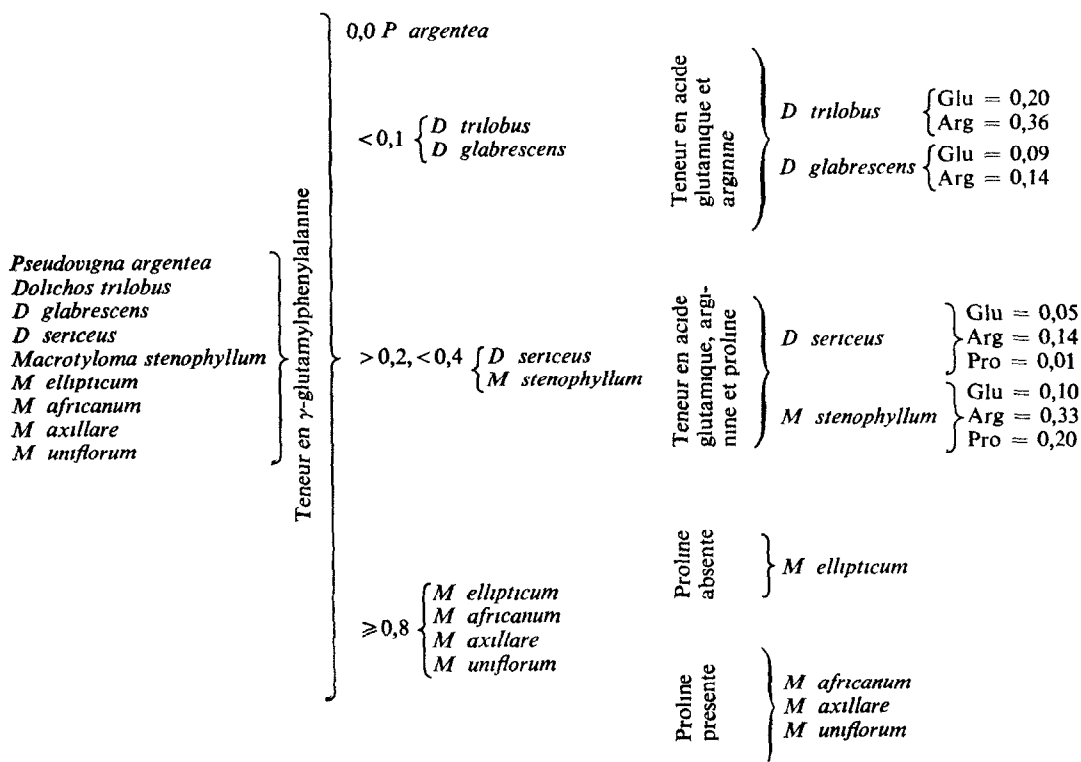 Pseudovigna argentea
Dolichos trilobus
D glabrescens
D sericeus
Macrotyloma stenophyllum
M ellipticum
M africanum
M axillare
M uniflorum
Teneur en γ-glutamylphenylalanine
0,0 P argentea
<0,1
D trilobus
D glabrescens
>0,2, <0,4
D sericeus
M stenophyllum
⩾0,8
M ellipticum
M africanum
M axillare
M uniflorum
Teneur en acide
glutamique et
arginine
D trilobus
Glu = 0,20
Arg = 0,36
D glabrescens
Glu = 0,09
Arg = 0,14
Teneur en acide
glutamique, argi-
nine et proline
D sericeus
Glu = 0,05
Arg = 0,14
Pro = 0,01
M stenophyllum
Glu = 0,10
Arg = 0,33
Pro = 0,20
Proline
absente
M ellipticum
Proline
presente
M africanum
M axillare
M uniflorum